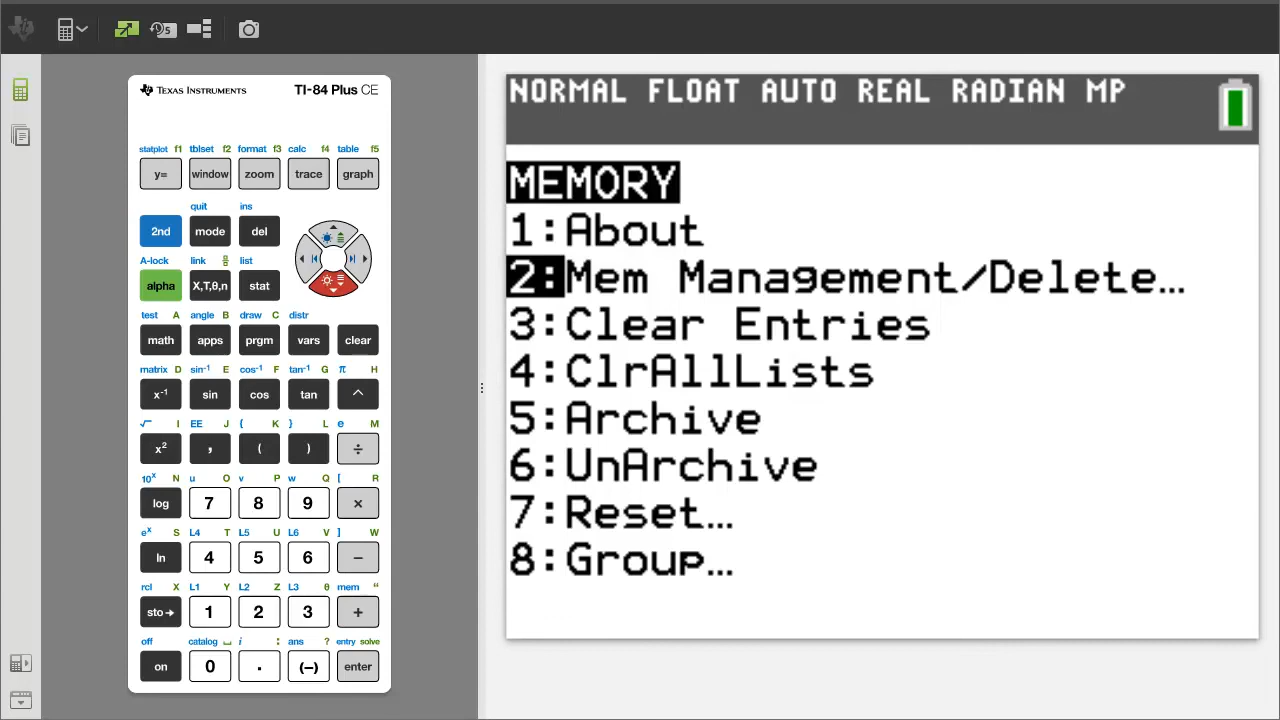 TEXAS INSTRUMENTS TI-84 Plus CE
statplot f1 tblset f2 format f3 calc f4 table f5
y= window zoom trace graph
quit ins
2nd mode del
A-lock link list
alpha X,T,θ,n stat
test A angle B draw C distr
math apps prgm vars clear
matrix D sin⁻¹ E cos⁻¹ F tan⁻¹ G π H
x⁻¹ sin cos tan ^
√ I EE J { K } L e M
x² , ( ) ÷
10ˣ N u O v P w Q [ R
log 7 8 9 ×
eˣ S L4 T L5 U L6 V ] W
ln 4 5 6 −
rcl X L1 Y L2 Z L3 θ mem “
sto→ 1 2 3 +
off catalog ⎵ i : ans ? entry solve
on 0 . (−) enter
NORMAL FLOAT AUTO REAL RADIAN MP
MEMORY
1:About
2:Mem Management/Delete…
3:Clear Entries
4:ClrAllLists
5:Archive
6:UnArchive
7:Reset…
8:Group…